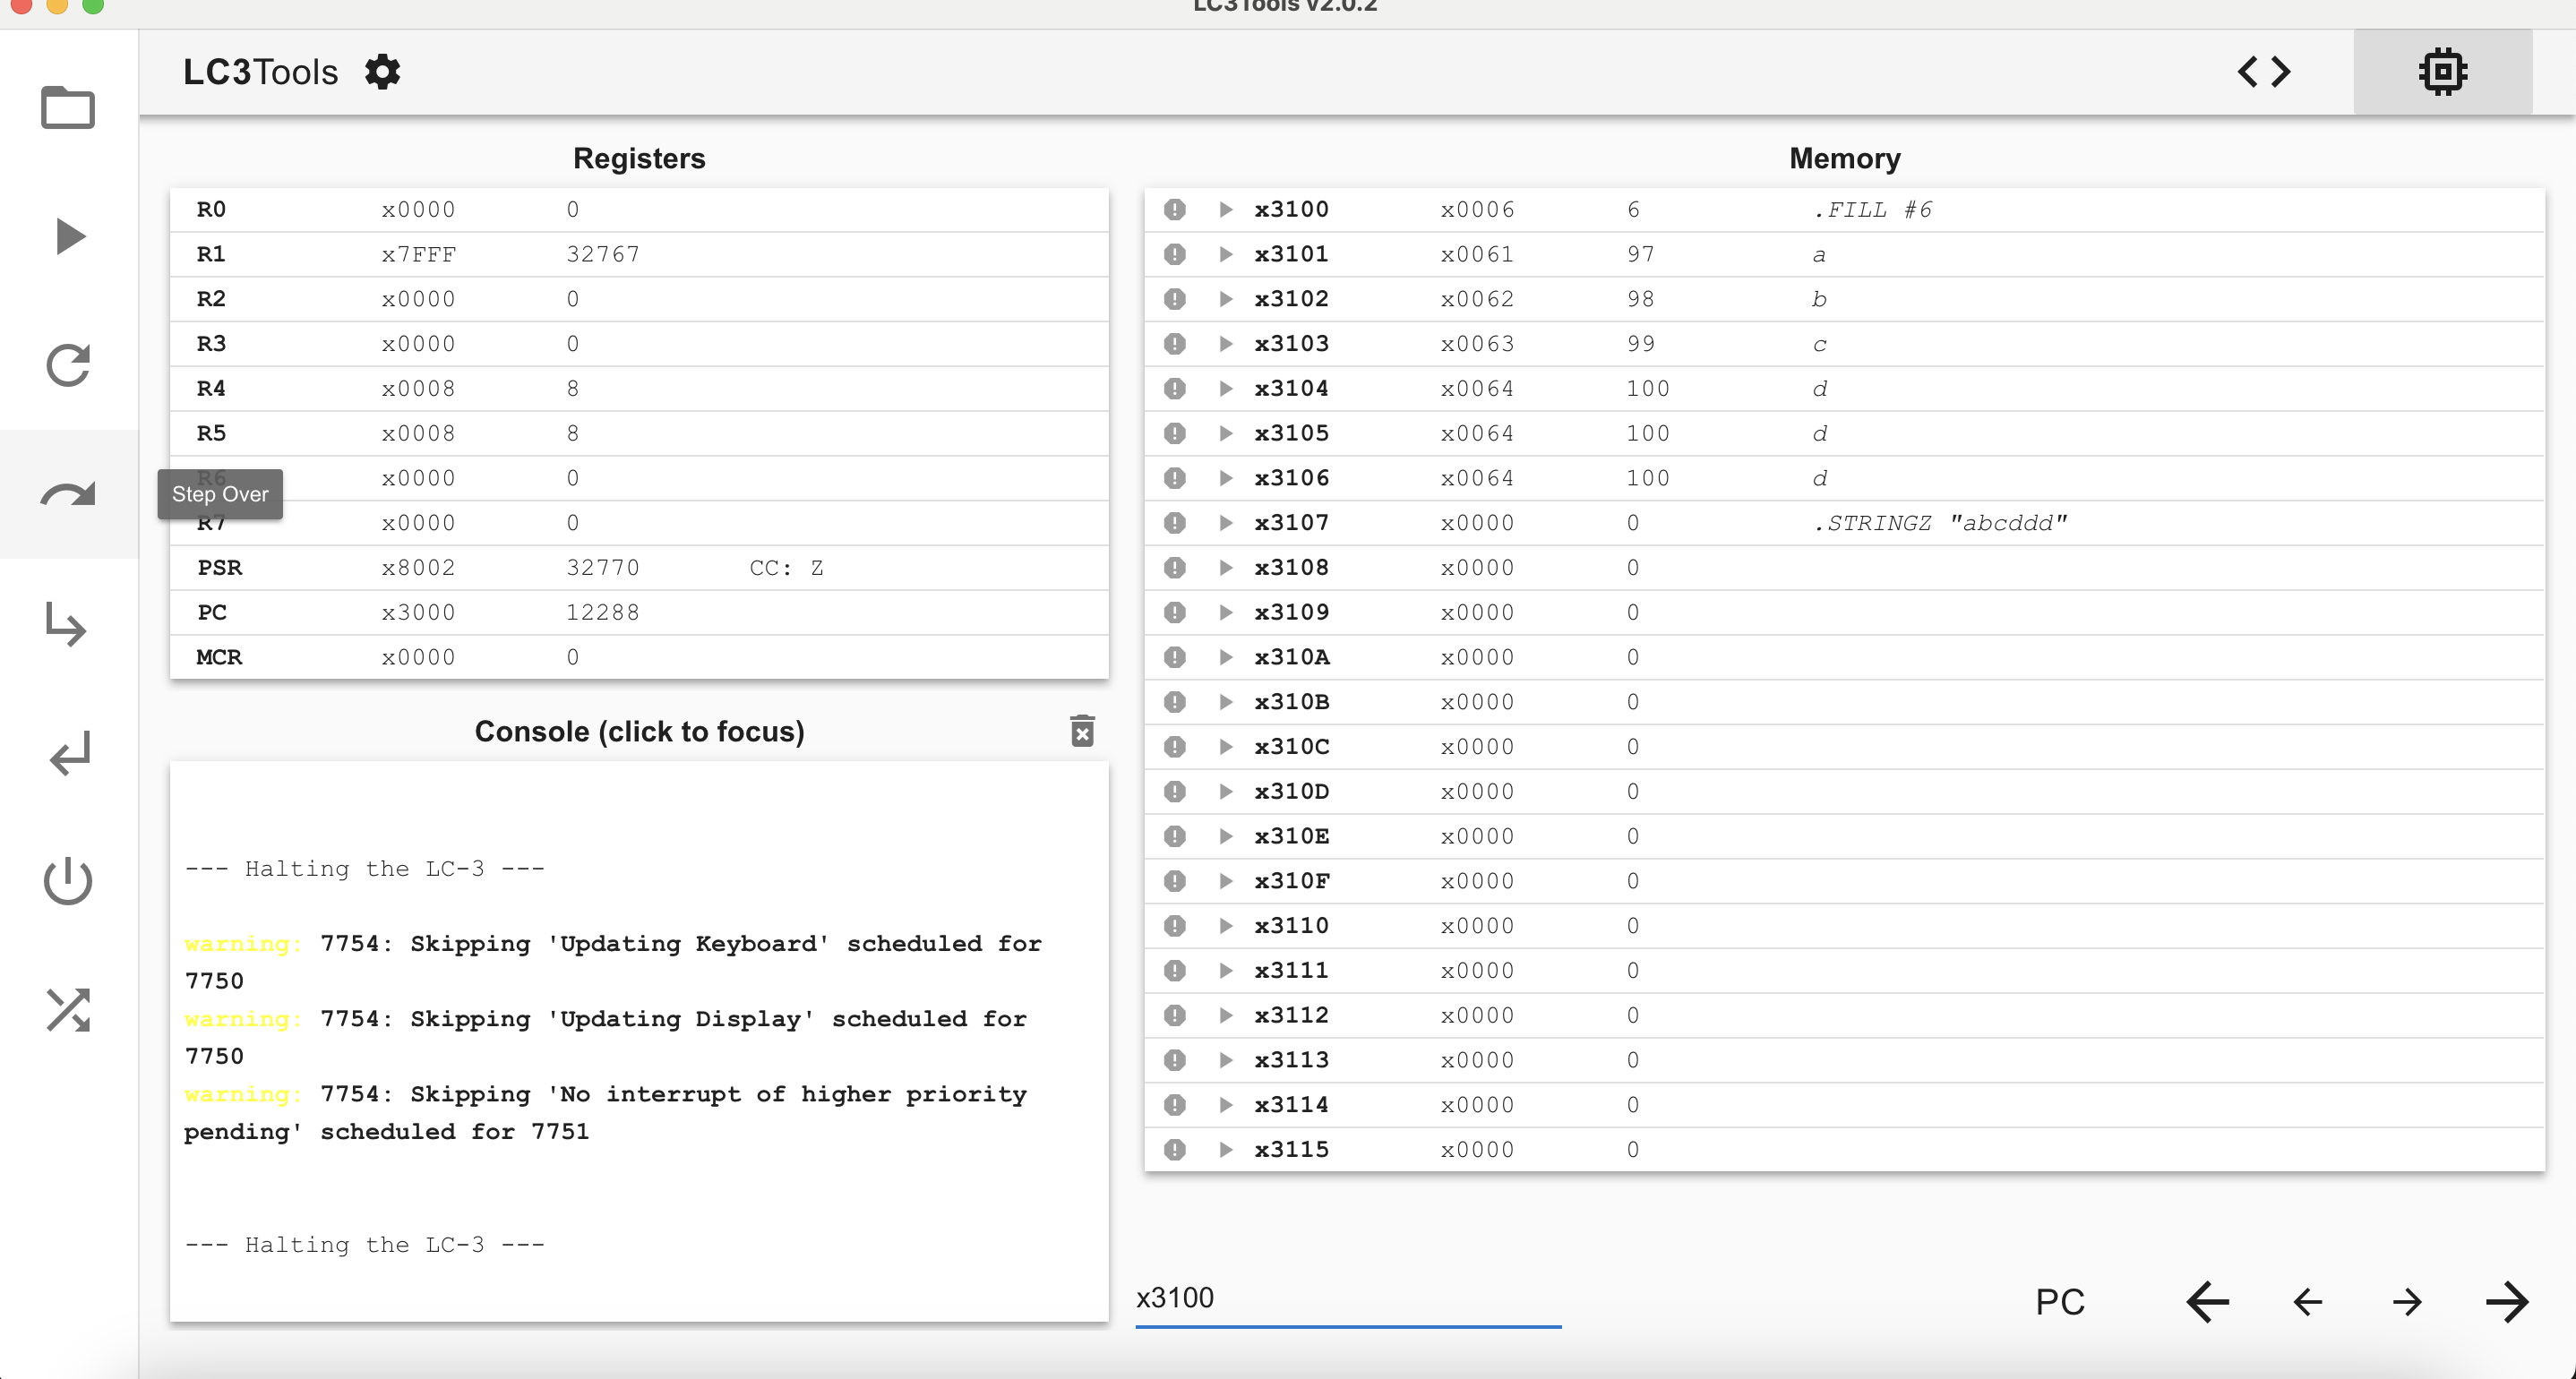 LC3Tools v2.0.2
LC3Tools
Registers
R0 x0000 0
R1 x7FFF 32767
R2 x0000 0
R3 x0000 0
R4 x0008 8
R5 x0008 8
R6 x0000 0
Step Over
R7 x0000 0
PSR x8002 32770 CC: Z
PC x3000 12288
MCR x0000 0
Console (click to focus)
--- Halting the LC-3 ---
warning: 7754: Skipping 'Updating Keyboard' scheduled for
7750
warning: 7754: Skipping 'Updating Display' scheduled for
7750
warning: 7754: Skipping 'No interrupt of higher priority
pending' scheduled for 7751
--- Halting the LC-3 ---
Memory
x3100 x0006 6 .FILL #6
x3101 x0061 97 a
x3102 x0062 98 b
x3103 x0063 99 c
x3104 x0064 100 d
x3105 x0064 100 d
x3106 x0064 100 d
x3107 x0000 0 .STRINGZ "abcddd"
x3108 x0000 0
x3109 x0000 0
x310A x0000 0
x310B x0000 0
x310C x0000 0
x310D x0000 0
x310E x0000 0
x310F x0000 0
x3110 x0000 0
x3111 x0000 0
x3112 x0000 0
x3113 x0000 0
x3114 x0000 0
x3115 x0000 0
x3100
PC